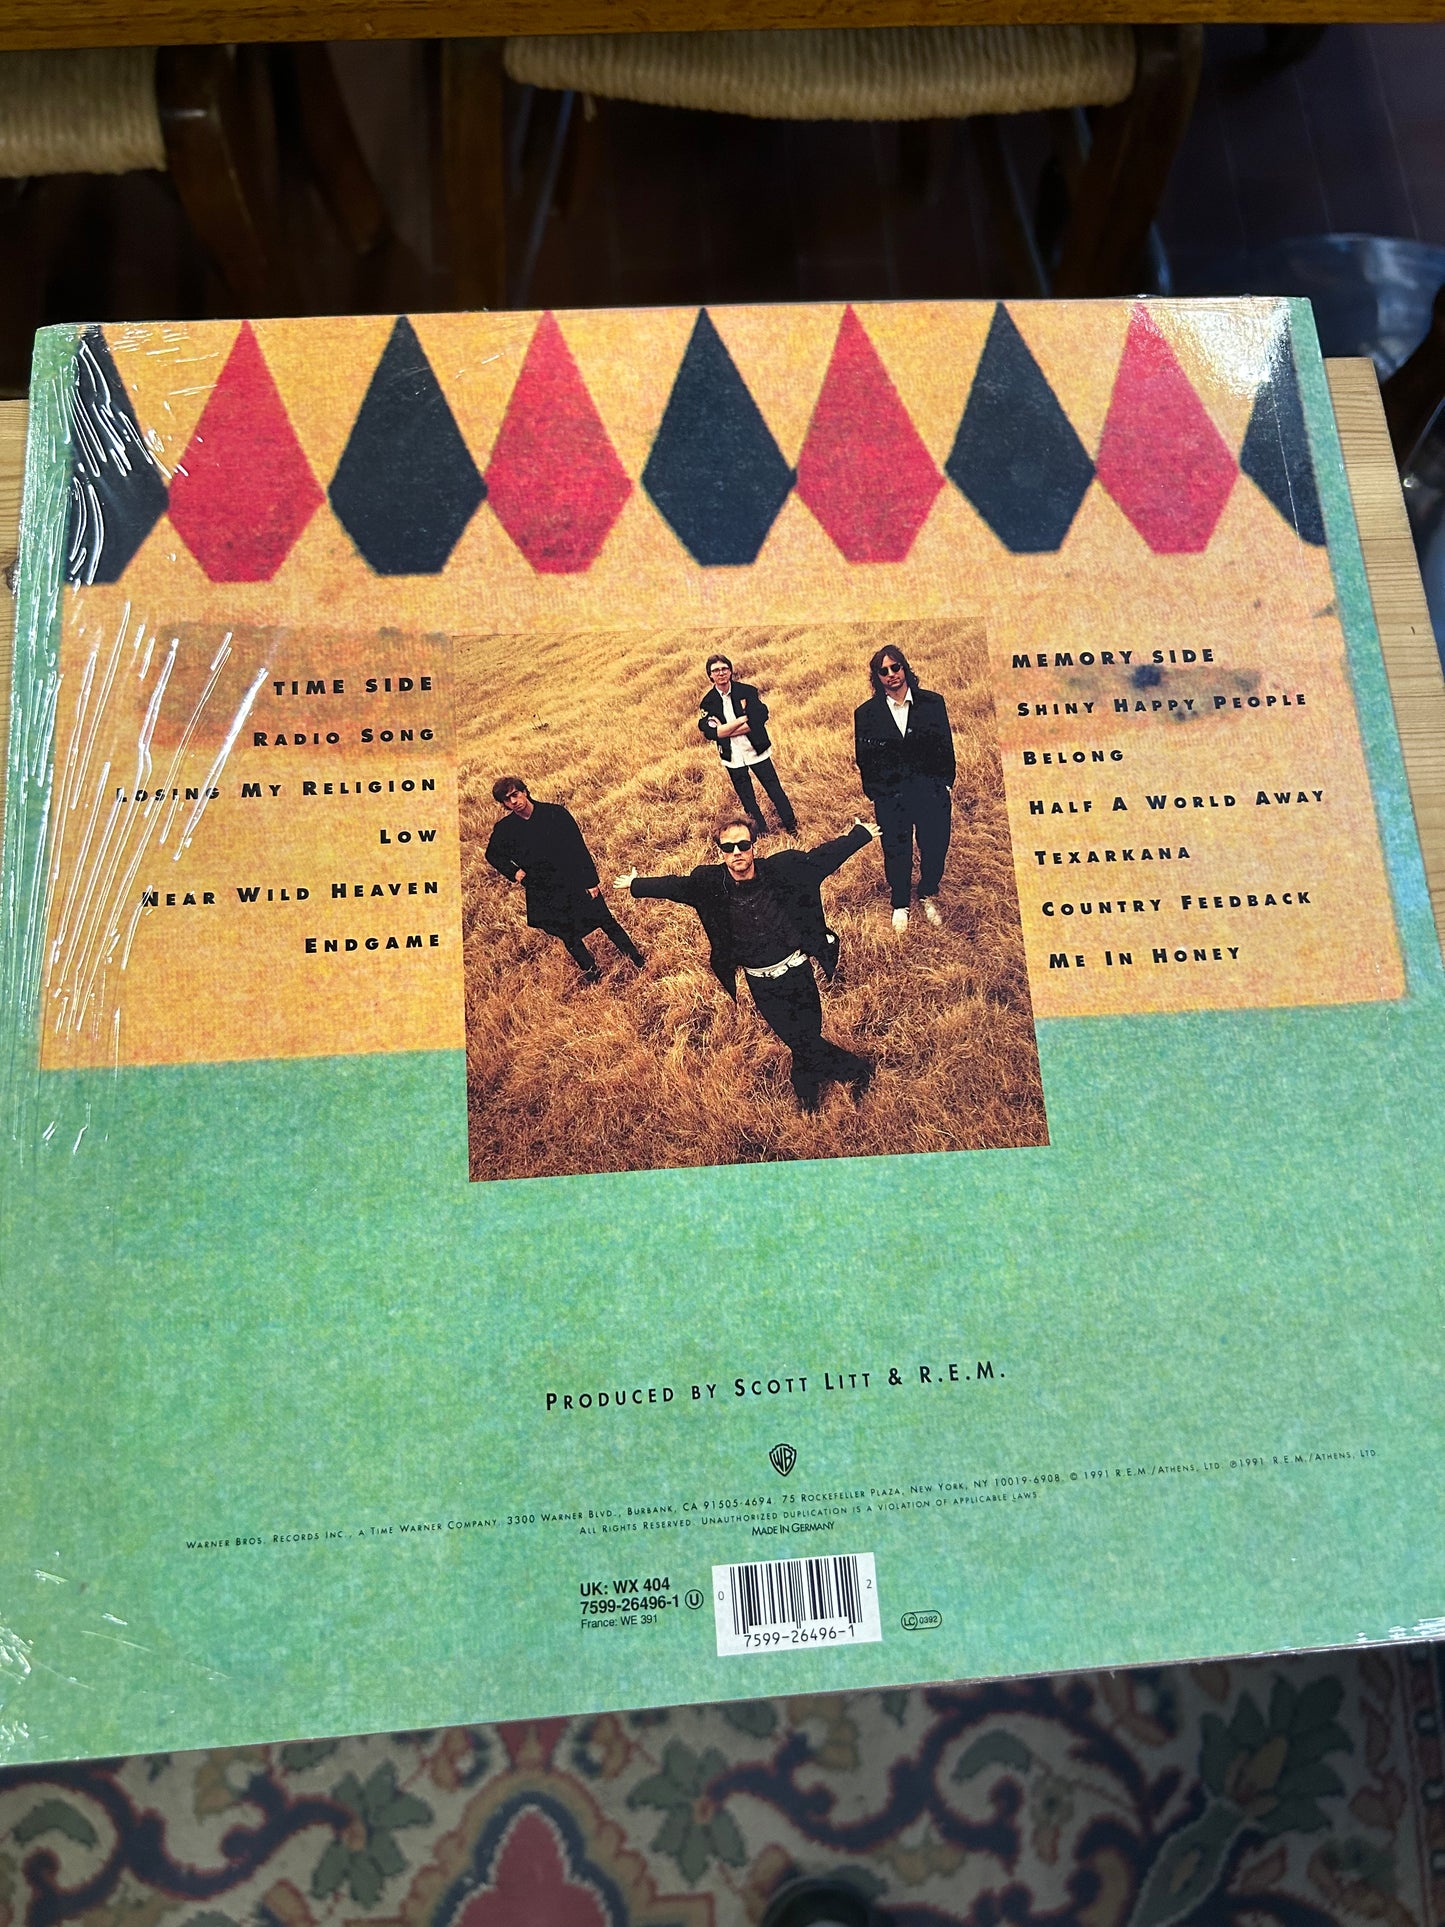 TIME SIDE
RADIO SONG
LOSING MY RELIGION
LOW
NEAR WILD HEAVEN
ENDGAME
MEMORY SIDE
SHINY HAPPY PEOPLE
BELONG
HALF A WORLD AWAY
TEXARKANA
COUNTRY FEEDBACK
ME IN HONEY
PRODUCED BY SCOTT LITT & R.E.M.
WB
WARNER BROS. RECORDS INC., A TIME WARNER COMPANY. 3300 WARNER BLVD., BURBANK, CA 91505-4694. 75 ROCKEFELLER PLAZA, NEW YORK, NY 10019-6908. © 1991 R.E.M./ATHENS, LTD. ℗1991 R.E.M./ATHENS, LTD.
ALL RIGHTS RESERVED. UNAUTHORIZED DUPLICATION IS A VIOLATION OF APPLICABLE LAWS
MADE IN GERMANY
UK: WX 404
7599-26496-1 U
France: WE 391
0 2
7599-26496-1
LC 0392